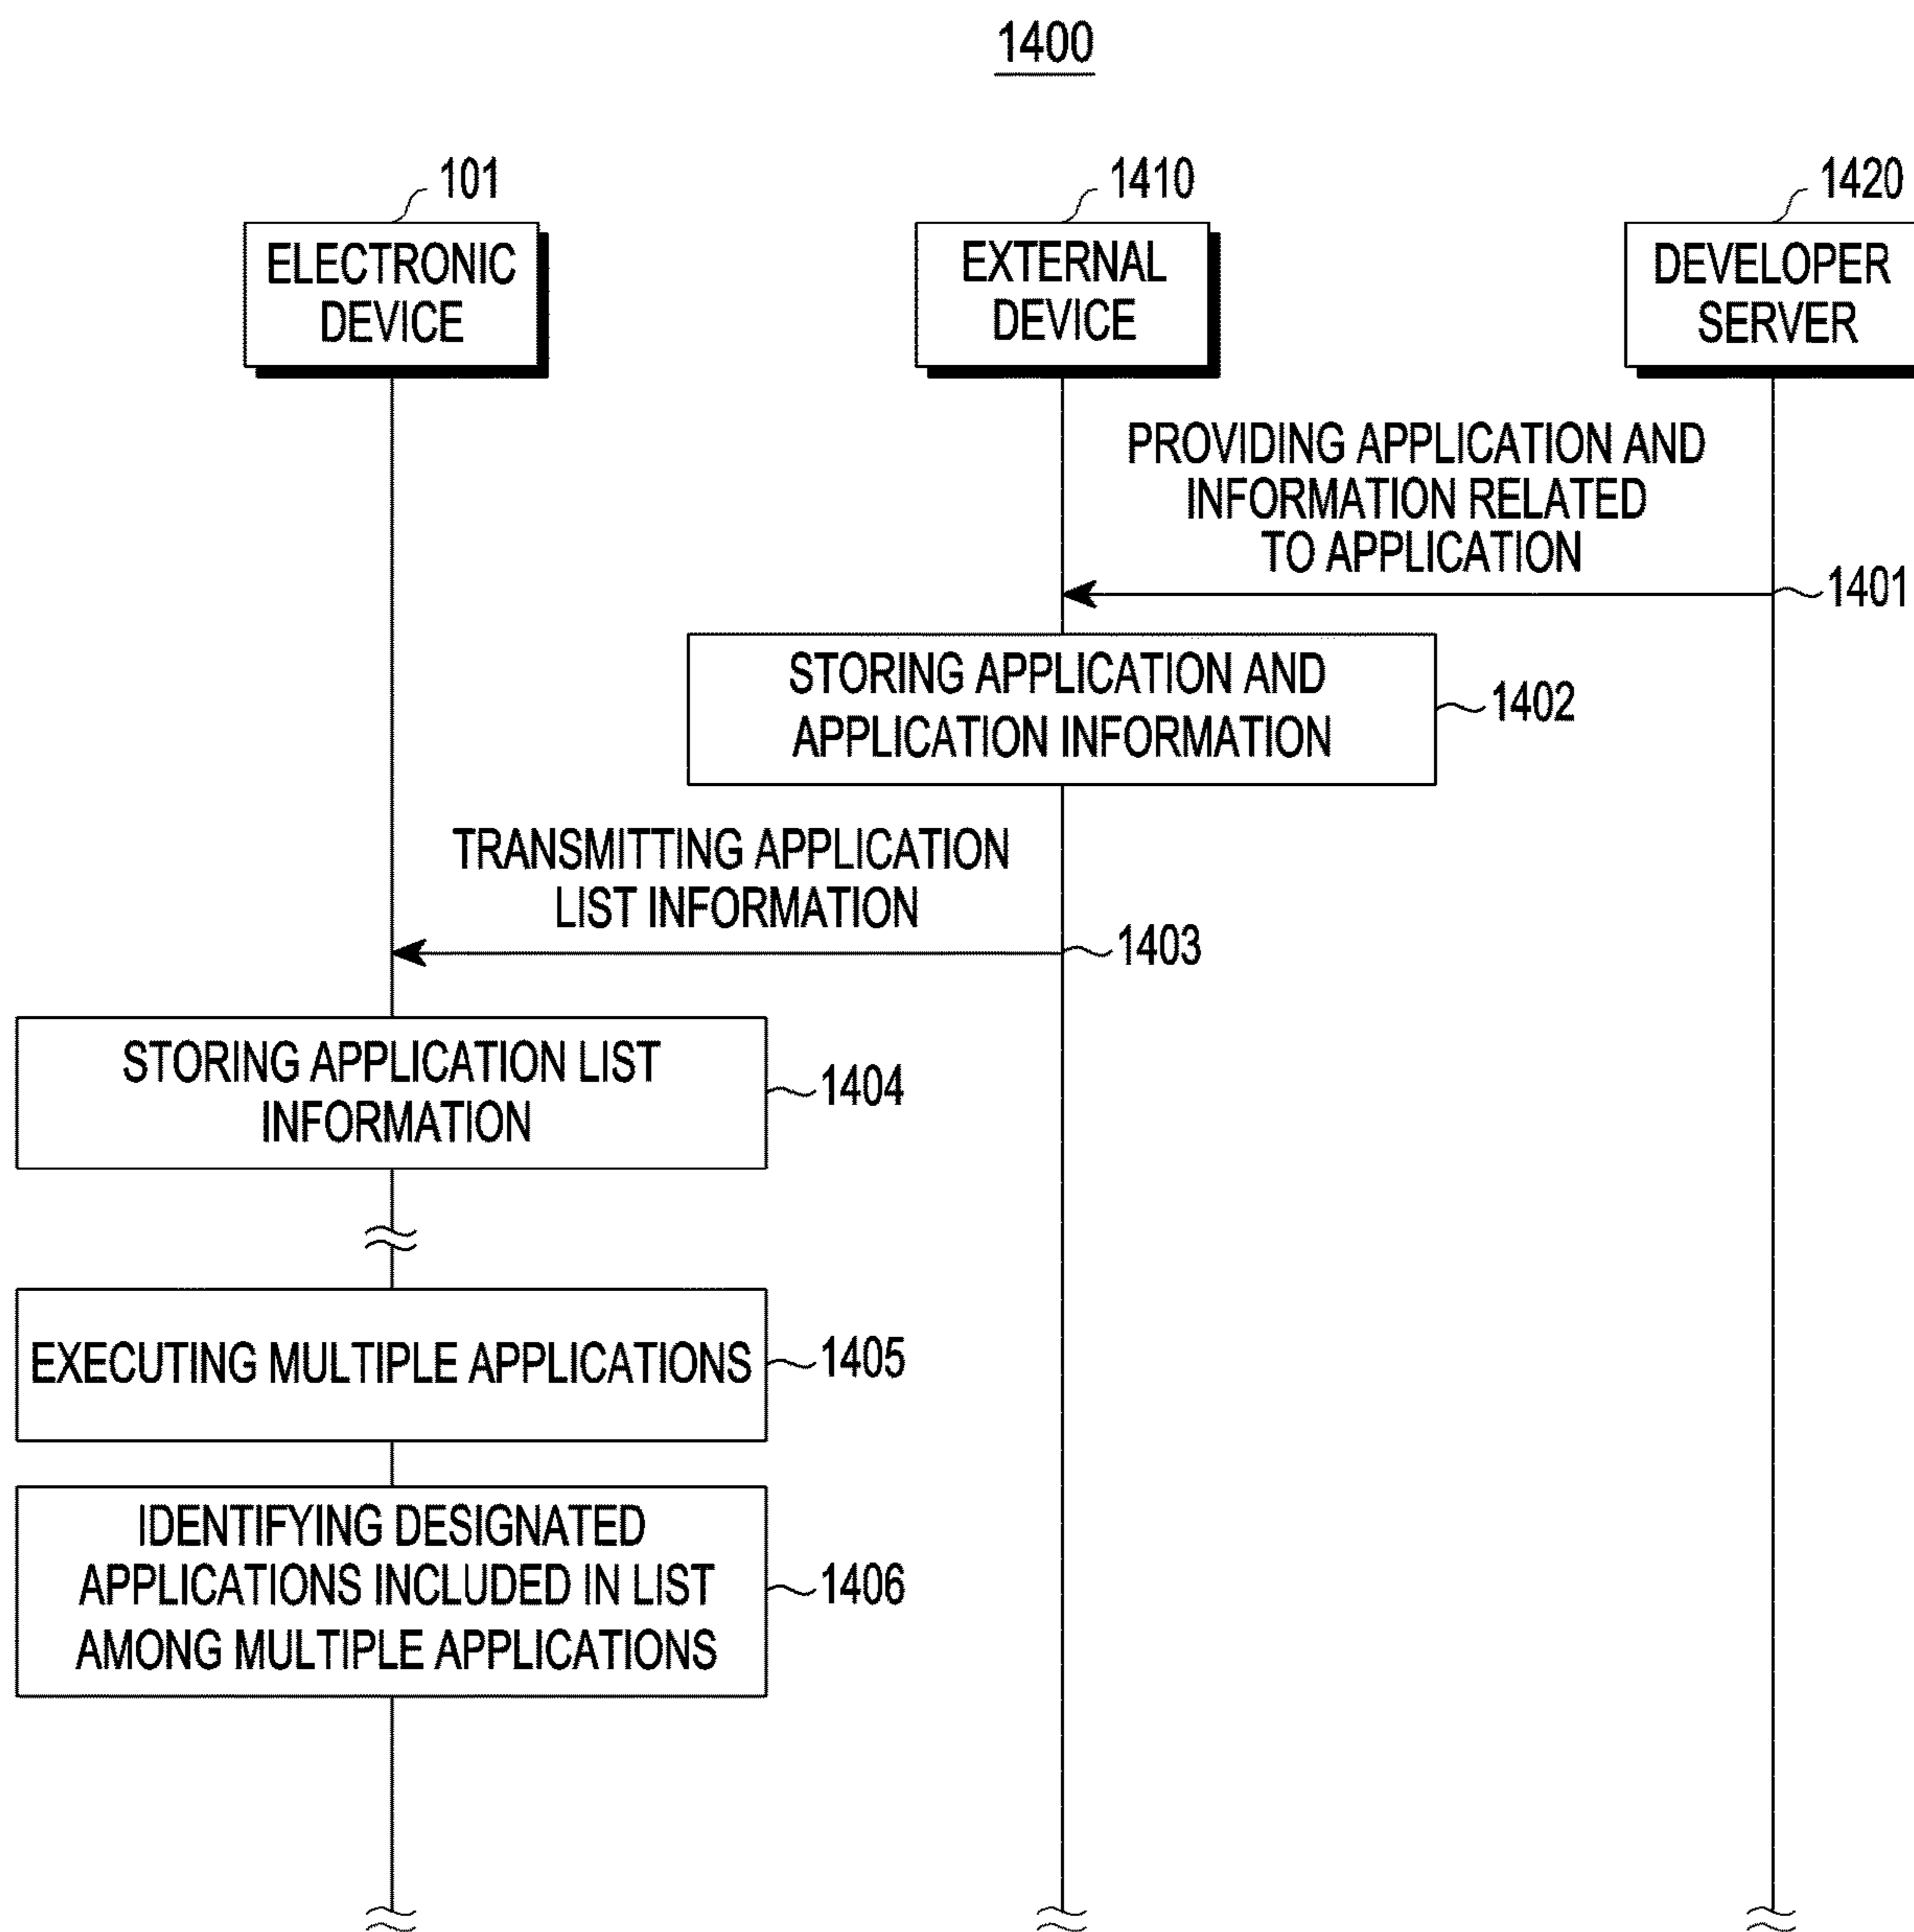 1400
101
1410
1420
ELECTRONIC
DEVICE
EXTERNAL
DEVICE
DEVELOPER
SERVER
PROVIDING APPLICATION AND
INFORMATION RELATED
TO APPLICATION
1401
STORING APPLICATION AND
APPLICATION INFORMATION
1402
TRANSMITTING APPLICATION
LIST INFORMATION
1403
STORING APPLICATION LIST
INFORMATION
1404
EXECUTING MULTIPLE APPLICATIONS
1405
IDENTIFYING DESIGNATED
APPLICATIONS INCLUDED IN LIST
AMONG MULTIPLE APPLICATIONS
1406